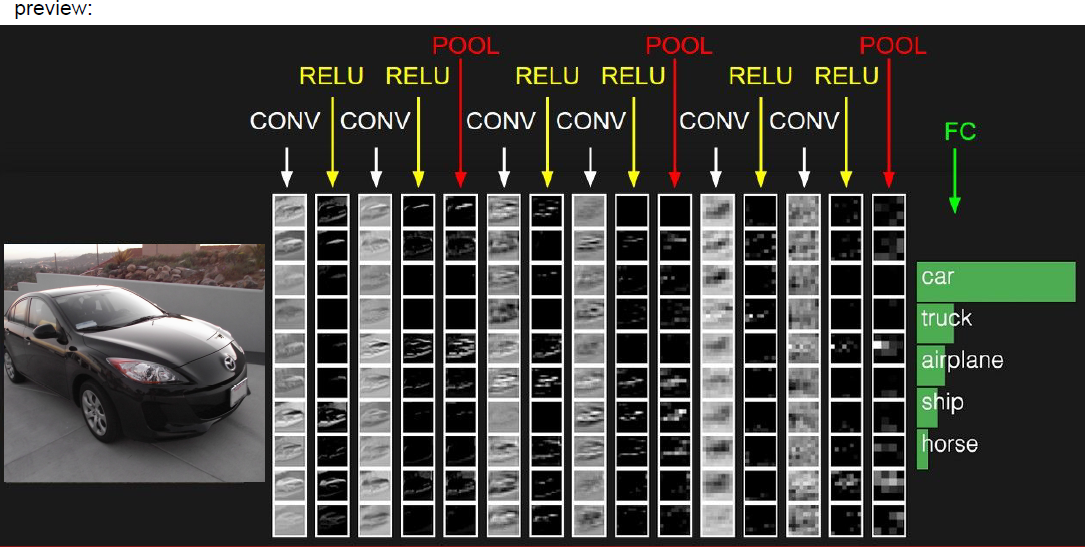 preview:
POOL POOL POOL
RELU RELU RELU RELU RELU RELU
CONV CONV CONV CONV CONV CONV
FC
car
truck
airplane
ship
horse